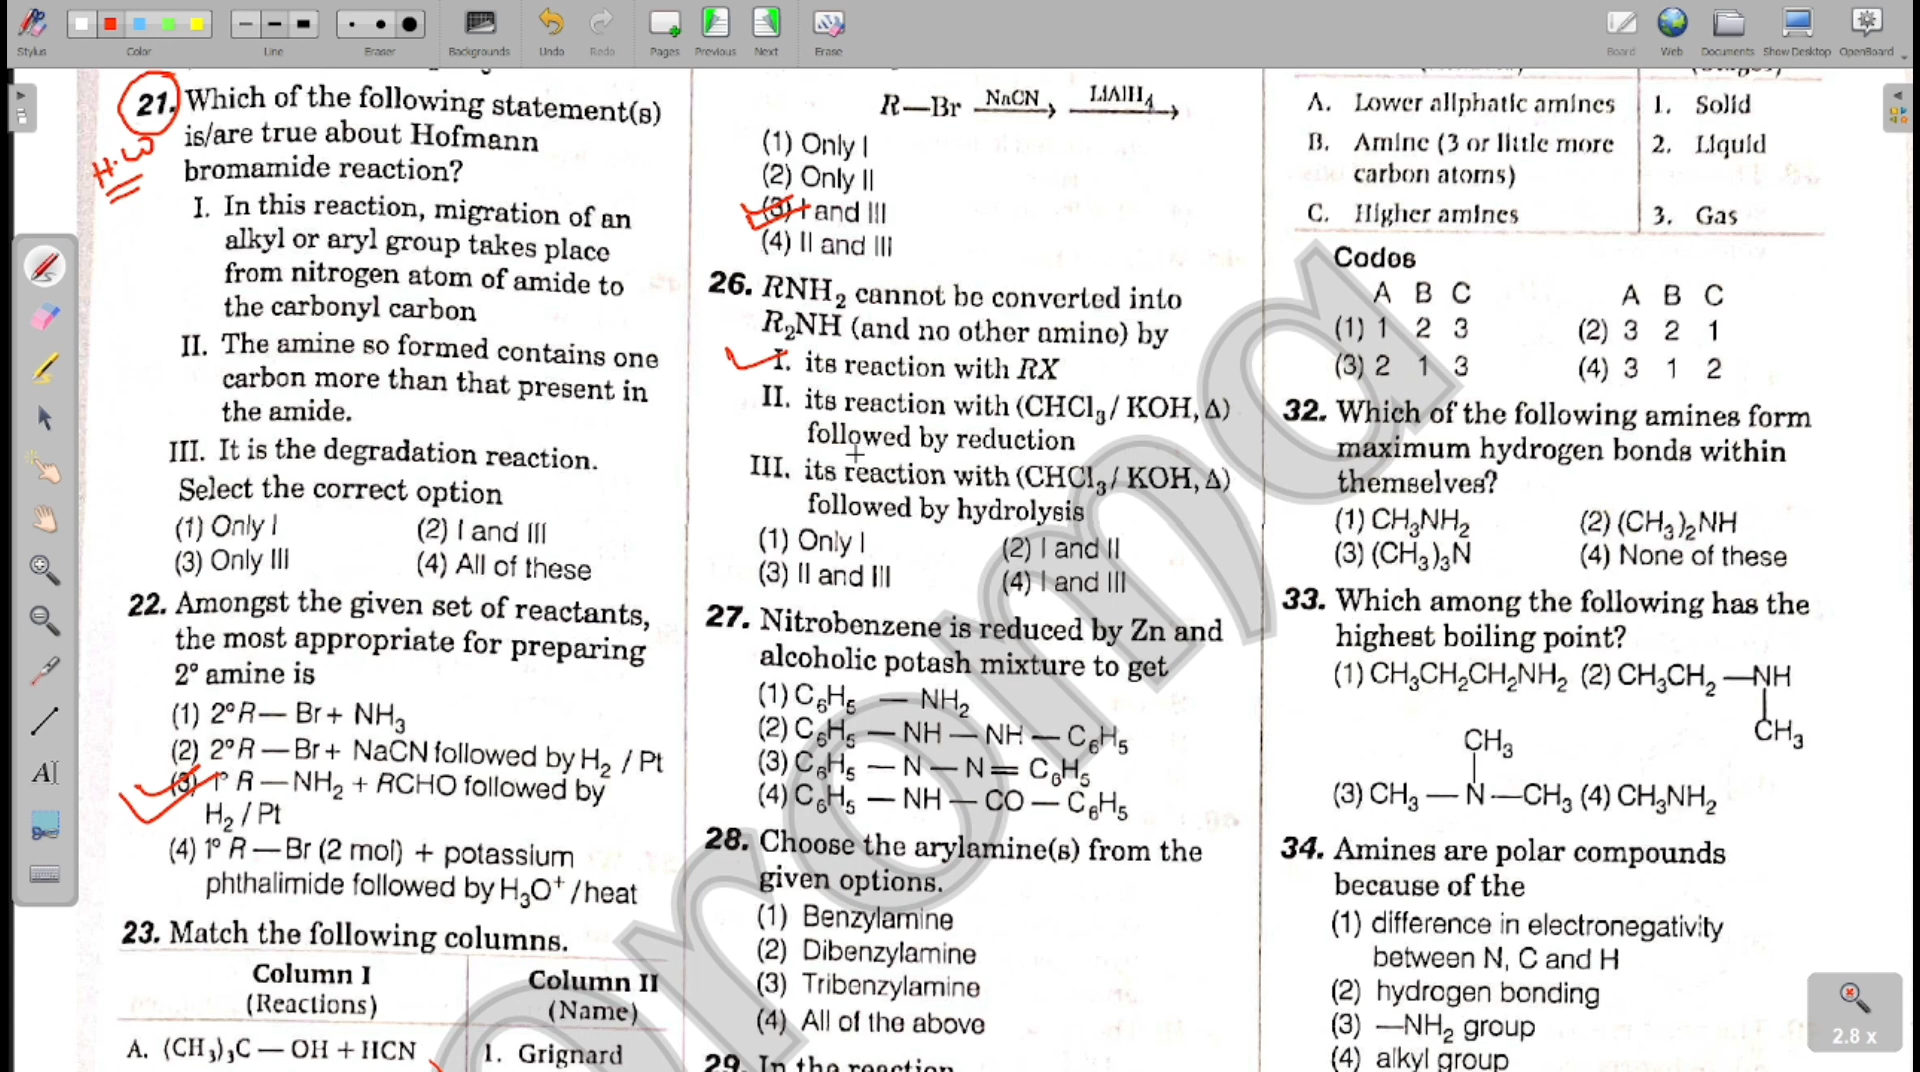 Stylus
Color
Line
Eraser
Backgrounds
Undo
Redo
Pages
Previous
Next
Erase
Board
Web
Documents
Show Desktop
OpenBoard
21. Which of the following statement(s)
is/are true about Hofmann
bromamide reaction?
H.W
I. In this reaction, migration of an
alkyl or aryl group takes place
from nitrogen atom of amide to
the carbonyl carbon
II. The amine so formed contains one
carbon more than that present in
the amide.
III. It is the degradation reaction.
Select the correct option
(1) Only I (2) I and III
(3) Only III (4) All of these
22. Amongst the given set of reactants,
the most appropriate for preparing
2° amine is
(1) 2° R — Br + NH3
(2) 2° R — Br + NaCN followed by H2 / Pt
(3) 1° R — NH2 + RCHO followed by
H2 / Pt
(4) 1° R — Br (2 mol) + potassium
phthalimide followed by H3O+ / heat
23. Match the following columns.
Column I Column II
(Reactions) (Name)
A. (CH3)3C — OH + HCN 1. Grignard
R—Br NaCN LiAlH4
(1) Only I
(2) Only II
(3) I and III
(4) II and III
26. RNH2 cannot be converted into
R2NH (and no other amine) by
I. its reaction with RX
II. its reaction with (CHCl3 / KOH, Δ)
followed by reduction
III. its reaction with (CHCl3 / KOH, Δ)
followed by hydrolysis
(1) Only I (2) I and II
(3) II and III (4) I and III
27. Nitrobenzene is reduced by Zn and
alcoholic potash mixture to get
(1) C6H5 — NH2
(2) C6H5 — NH — NH — C6H5
(3) C6H5 — N — N = C6H5
(4) C6H5 — NH — CO — C6H5
28. Choose the arylamine(s) from the
given options.
(1) Benzylamine
(2) Dibenzylamine
(3) Tribenzylamine
(4) All of the above
29. In the reaction
A. Lower aliphatic amines 1. Solid
B. Amine (3 or little more 2. Liquid
carbon atoms)
C. Higher amines 3. Gas
Codes
A B C A B C
(1) 1 2 3 (2) 3 2 1
(3) 2 1 3 (4) 3 1 2
32. Which of the following amines form
maximum hydrogen bonds within
themselves?
(1) CH3NH2 (2) (CH3)2NH
(3) (CH3)3N (4) None of these
33. Which among the following has the
highest boiling point?
(1) CH3CH2CH2NH2 (2) CH3CH2 — NH
CH3
CH3
(3) CH3 — N — CH3 (4) CH3NH2
34. Amines are polar compounds
because of the
(1) difference in electronegativity
between N, C and H
(2) hydrogen bonding
(3) —NH2 group
(4) alkyl group
2.8 x